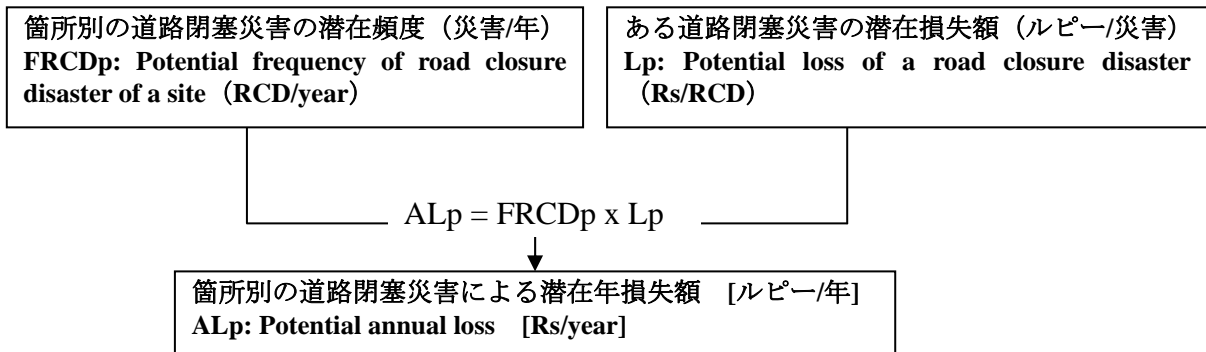 箇所別の道路閉塞災害の潜在頻度（災害/年）
FRCDp: Potential frequency of road closure
disaster of a site（RCD/year）
ある道路閉塞災害の潜在損失額（ルピー/災害）
Lp: Potential loss of a road closure disaster
（Rs/RCD）
ALp = FRCDp x Lp
箇所別の道路閉塞災害による潜在年損失額　[ルピー/年]
ALp: Potential annual loss　[Rs/year]